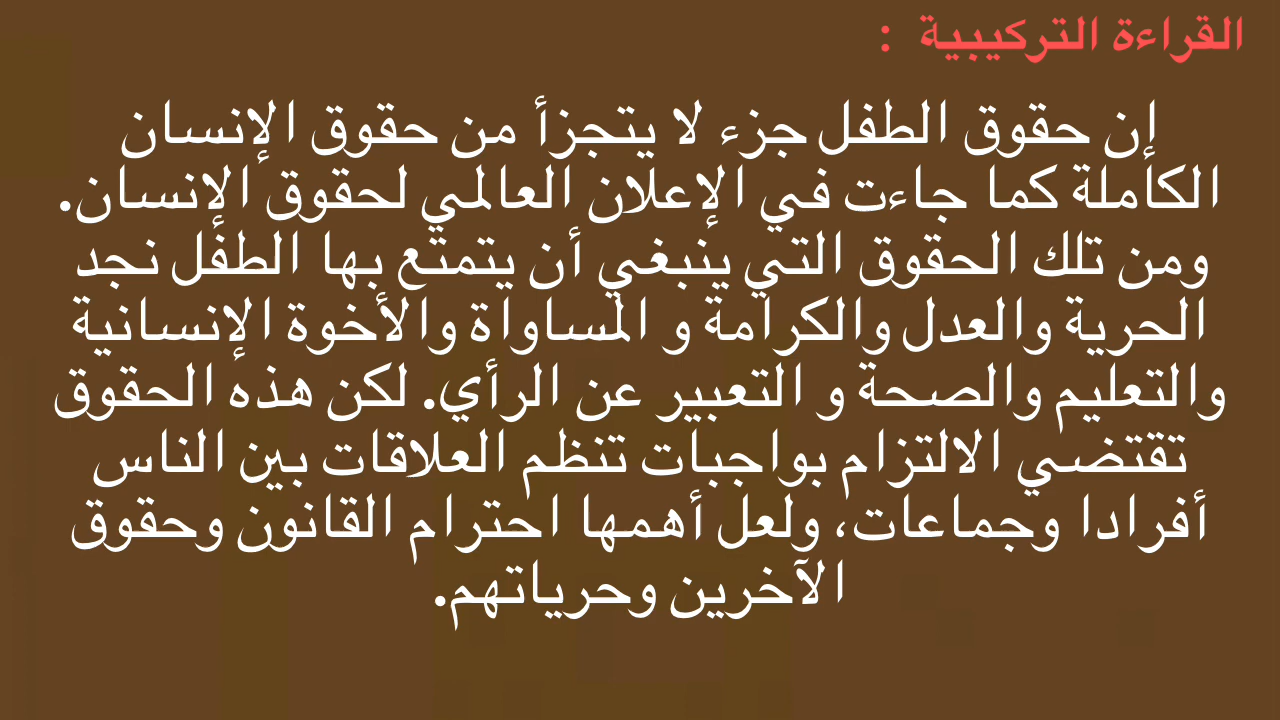 القراءة التركيبية :
إن حقوق الطفل جزء لا يتجزأ من حقوق الإنسان
الكاملة كما جاءت في الإعلان العالمي لحقوق الإنسان.
ومن تلك الحقوق التي ينبغي أن يتمتع بها الطفل نجد
الحرية والعدل والكرامة و المساواة والأخوة الإنسانية
والتعليم والصحة و التعبير عن الرأي. لكن هذه الحقوق
تقتضي الالتزام بواجبات تنظم العلاقات بين الناس
أفرادا وجماعات، ولعل أهمها احترام القانون وحقوق
الآخرين وحرياتهم.